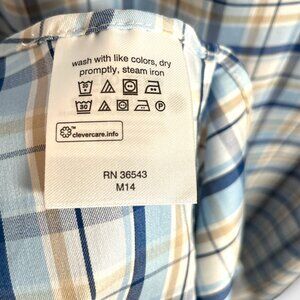 wash with like colors, dry
promptly, steam iron
clevercare.info
RN 36543
M14